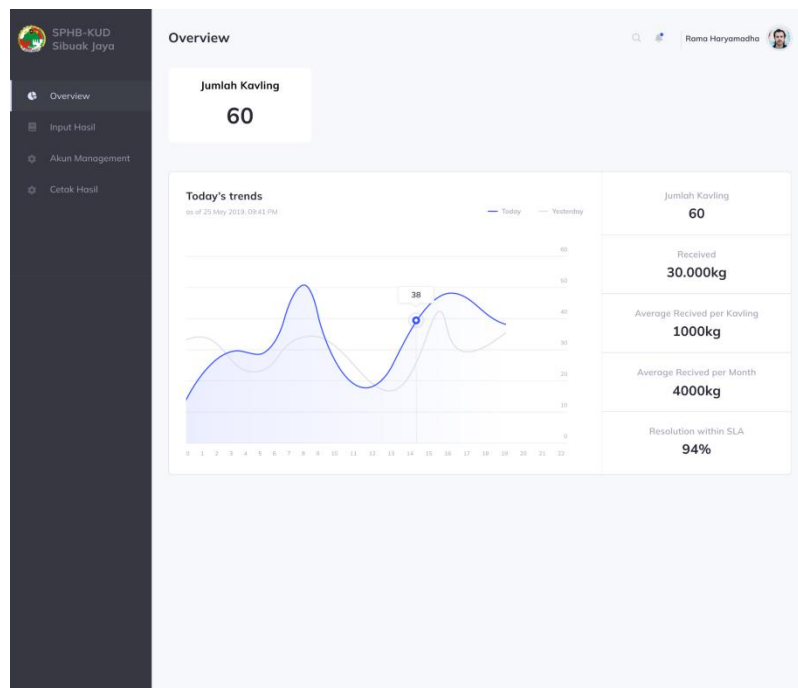 SPHB-KUD
Sibuak Jaya
Overview
Input Hasil
Akun Management
Cetak Hasil
Overview
Rama Haryamadha
Jumlah Kavling
60
Today's trends
as of 25 May 2019, 09:41 PM
Today
Yesterday
60
50
40
30
20
10
0
38
0 1 2 3 4 5 6 7 8 9 10 11 12 13 14 15 16 17 18 19 20 21 22
Jumlah Kavling
60
Received
30.000kg
Average Recived per Kavling
1000kg
Average Recived per Month
4000kg
Resolution within SLA
94%